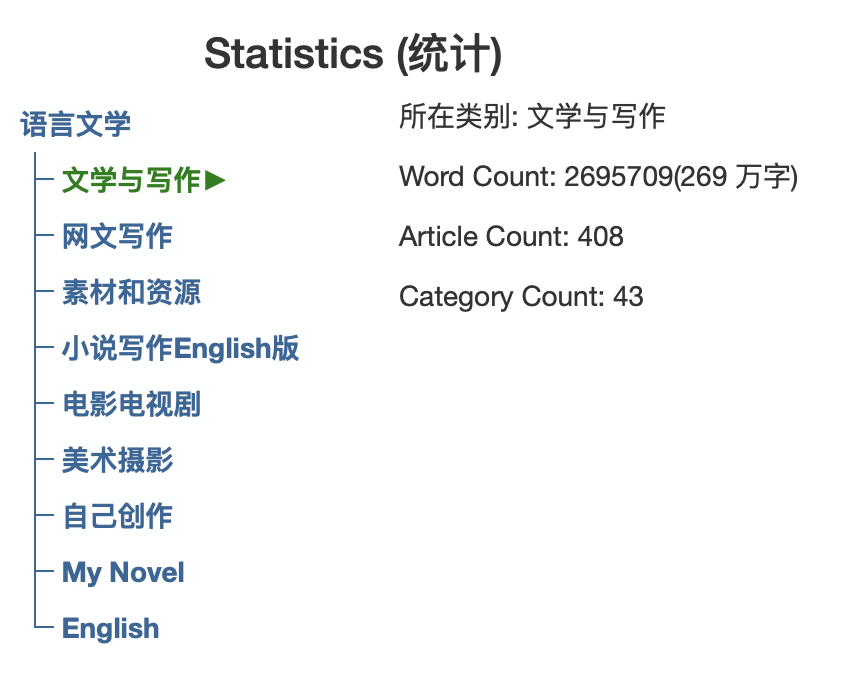 Statistics (统计)
语言文学
文学与写作▶
网文写作
素材和资源
小说写作English版
电影电视剧
美术摄影
自己创作
My Novel
English
所在类别: 文学与写作
Word Count: 2695709(269 万字)
Article Count: 408
Category Count: 43